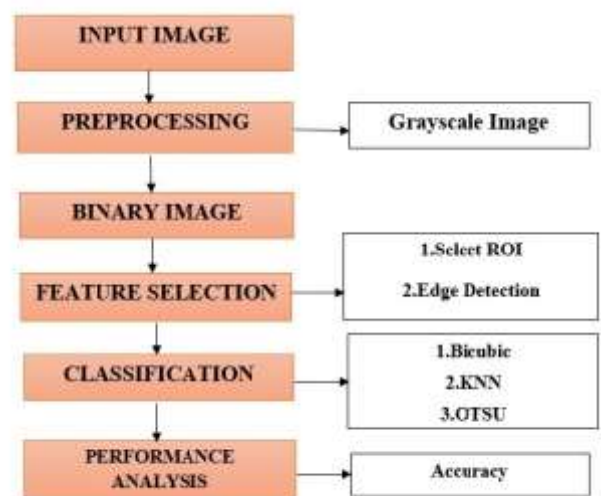 INPUT IMAGE
PREPROCESSING
Grayscale Image
BINARY IMAGE
FEATURE SELECTION
1.Select ROI
2.Edge Detection
CLASSIFICATION
1.Bicubic
2.KNN
3.OTSU
PERFORMANCE
ANALYSIS
Accuracy